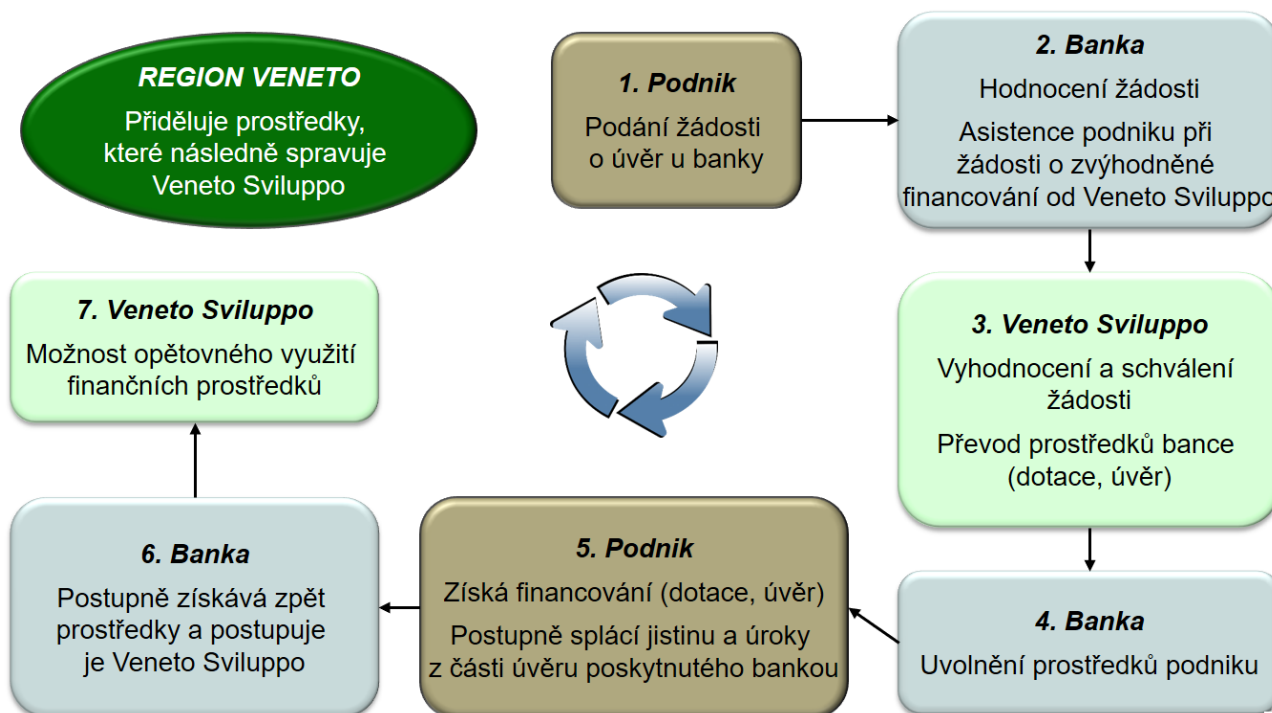 REGION VENETO
Přiděluje prostředky,
které následně spravuje
Veneto Sviluppo
1. Podnik
Podání žádosti
o úvěr u banky
2. Banka
Hodnocení žádosti
Asistence podniku při
žádosti o zvýhodněné
financování od Veneto Sviluppo
3. Veneto Sviluppo
Vyhodnocení a schválení
žádosti
Převod prostředků bance
(dotace, úvěr)
4. Banka
Uvolnění prostředků podniku
5. Podnik
Získá financování (dotace, úvěr)
Postupně splácí jistinu a úroky
z části úvěru poskytnutého bankou
6. Banka
Postupně získává zpět
prostředky a postupuje
je Veneto Sviluppo
7. Veneto Sviluppo
Možnost opětovného využití
finančních prostředků